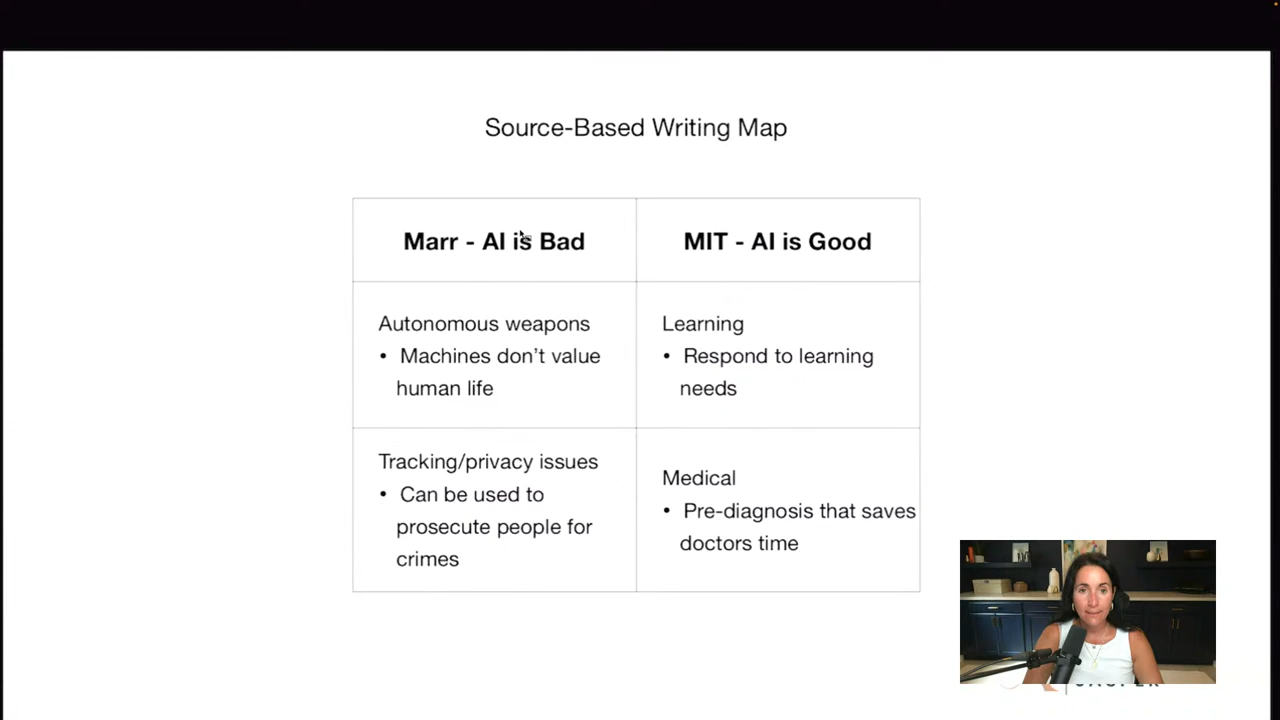 Source-Based Writing Map
Marr - AI is Bad
MIT - AI is Good
Autonomous weapons
• Machines don't value
human life
Learning
• Respond to learning
needs
Tracking/privacy issues
• Can be used to
prosecute people for
crimes
Medical
• Pre-diagnosis that saves
doctors time